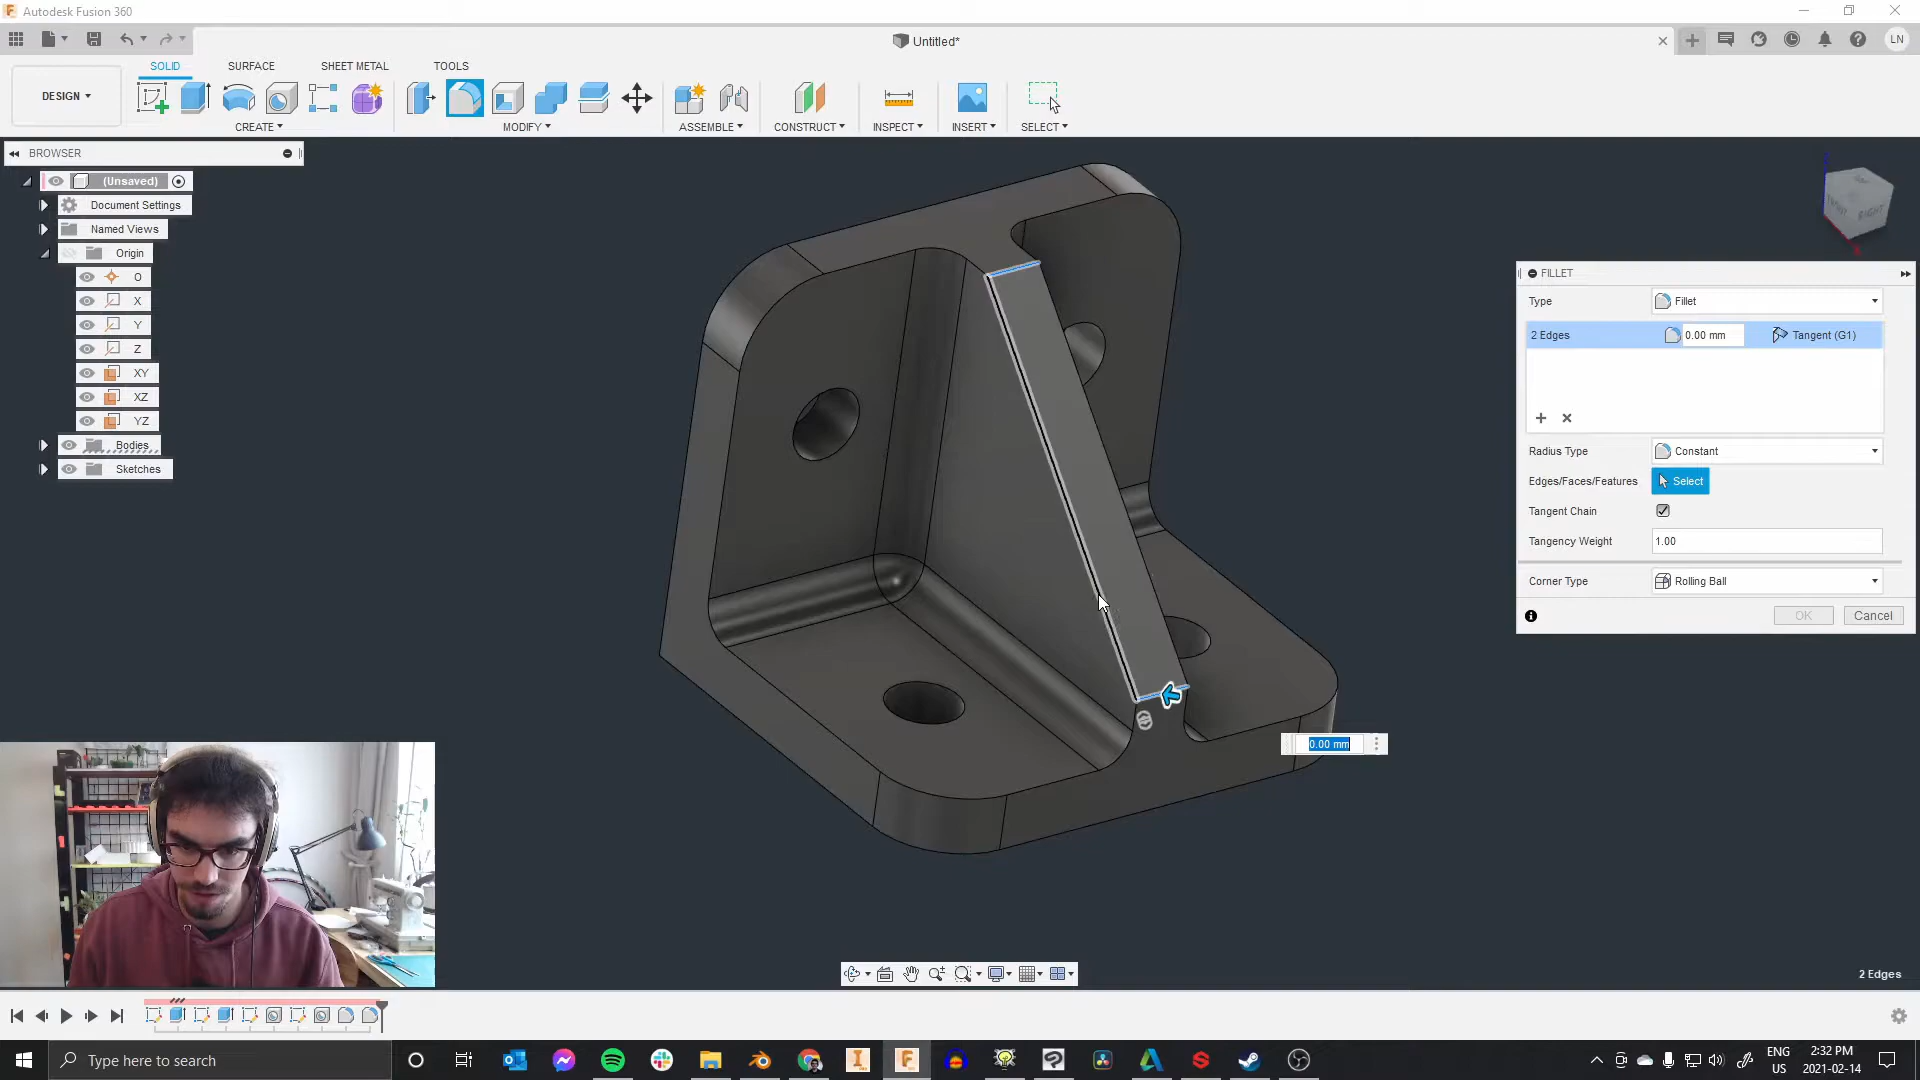 Autodesk Fusion 360
Untitled*
LN
SOLID
SURFACE
SHEET METAL
TOOLS
DESIGN
CREATE
MODIFY
ASSEMBLE
CONSTRUCT
INSPECT
INSERT
SELECT
BROWSER
(Unsaved)
Document Settings
Named Views
Origin
O
X
Y
Z
XY
XZ
YZ
Bodies
Sketches
RIGHT
FILLET
Type
Fillet
2 Edges
0.00 mm
Tangent (G1)
Radius Type
Constant
Edges/Faces/Features
Select
Tangent Chain
Tangency Weight
1.00
Corner Type
Rolling Ball
OK
Cancel
0.00 mm
2 Edges
Type here to search
ENG
US
2:32 PM
2021-02-14